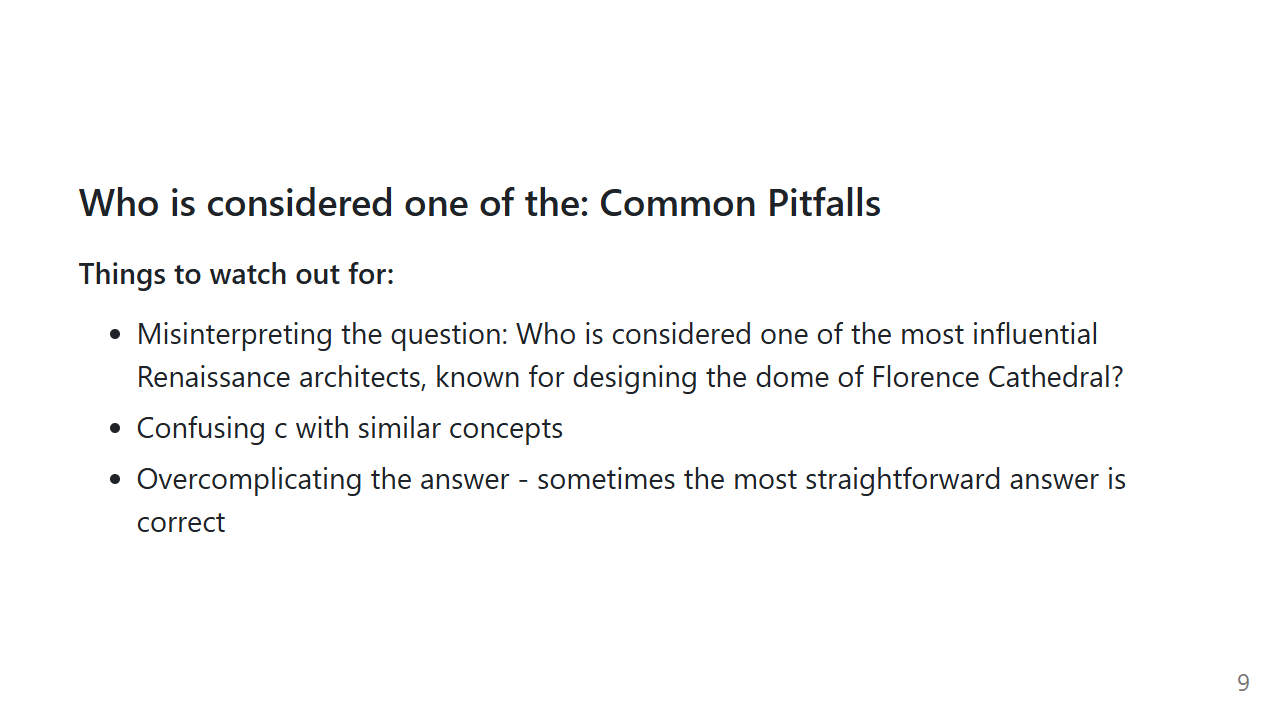 Who is considered one of the: Common Pitfalls
Things to watch out for:
• Misinterpreting the question: Who is considered one of the most influential
Renaissance architects, known for designing the dome of Florence Cathedral?
• Confusing c with similar concepts
• Overcomplicating the answer - sometimes the most straightforward answer is
correct
9